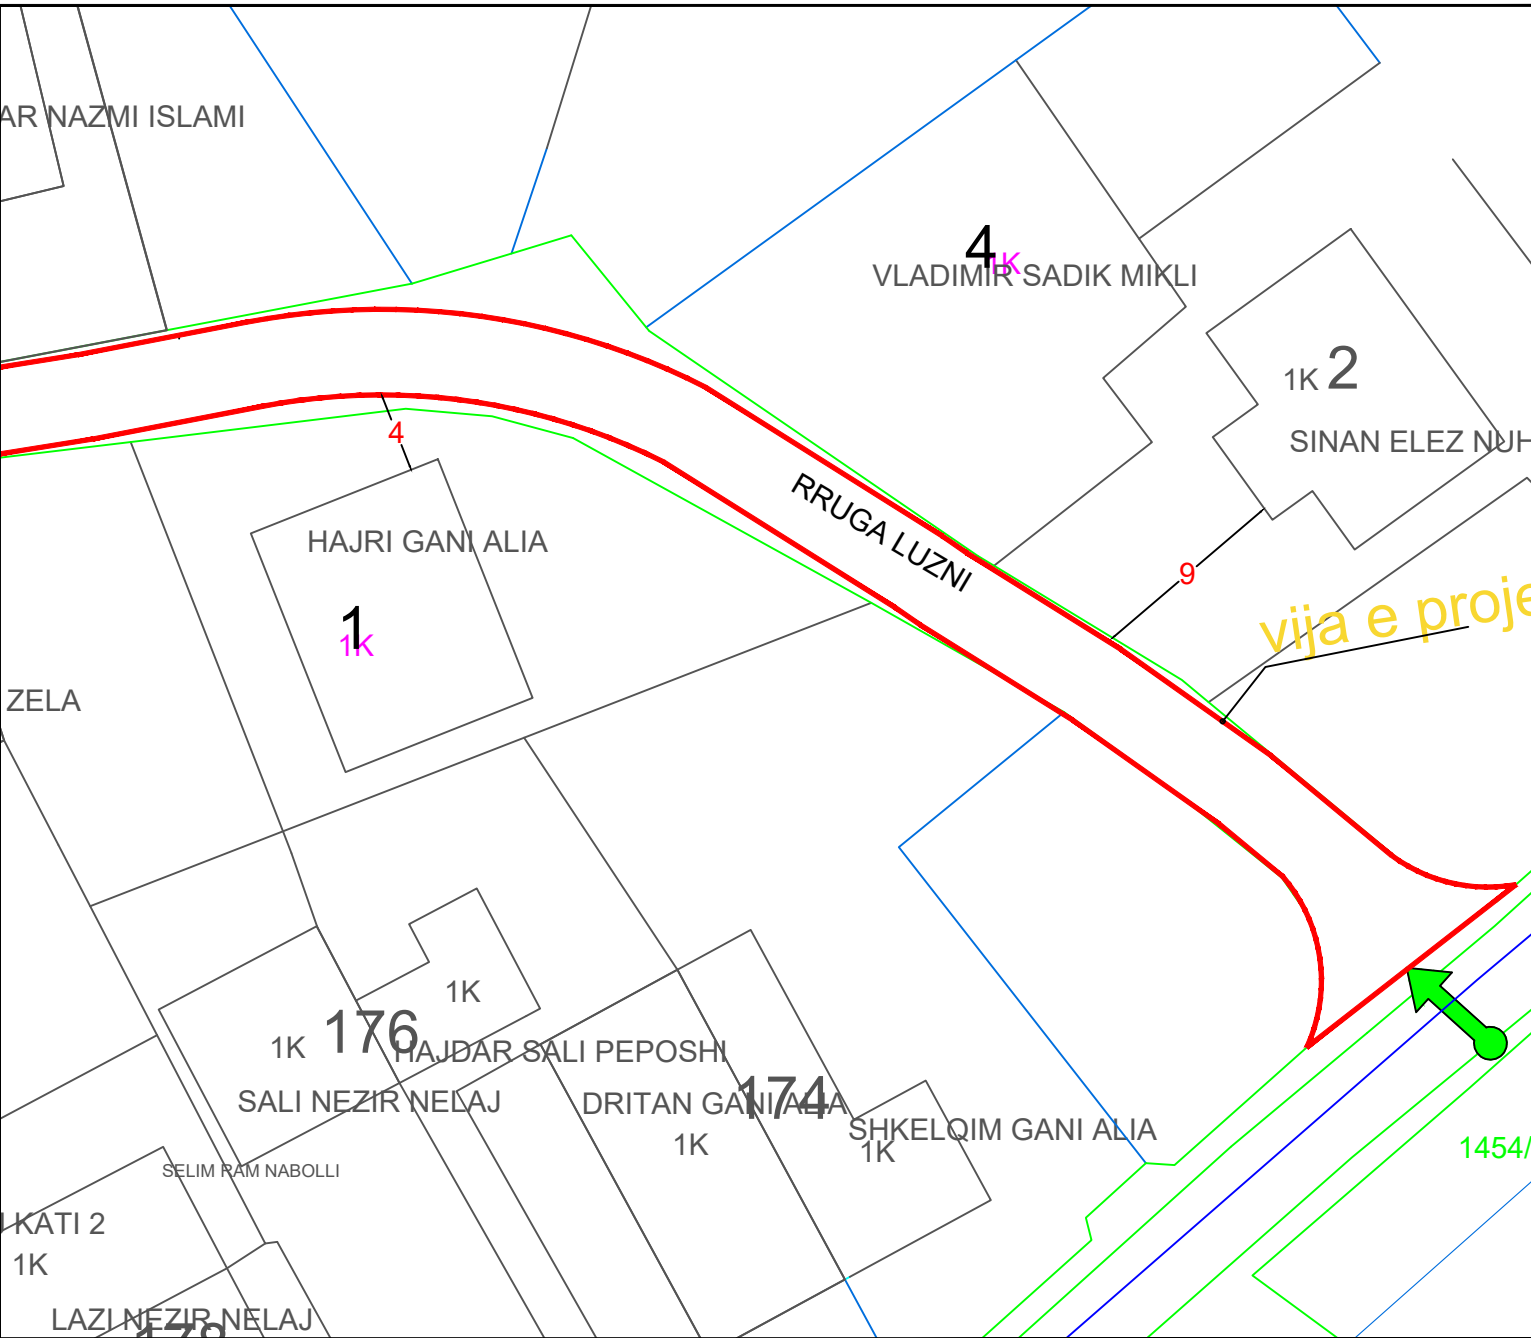 AR NAZMI ISLAMI
4
1K
VLADIMIR SADIK MIKLI
1K 2
SINAN ELEZ NUH
4
HAJRI GANI ALIA
RRUGA LUZNI
9
vija e proje
1
1K
ZELA
1K
1K
176
HAJDAR SALI PEPOSHI
SALI NEZIR NELAJ
DRITAN GANI ALIA
174
SHKELQIM GANI ALIA
1K
1K
1454/
SELIM RAM NABOLLI
KATI 2
1K
LAZI NEZIR NELAJ
178